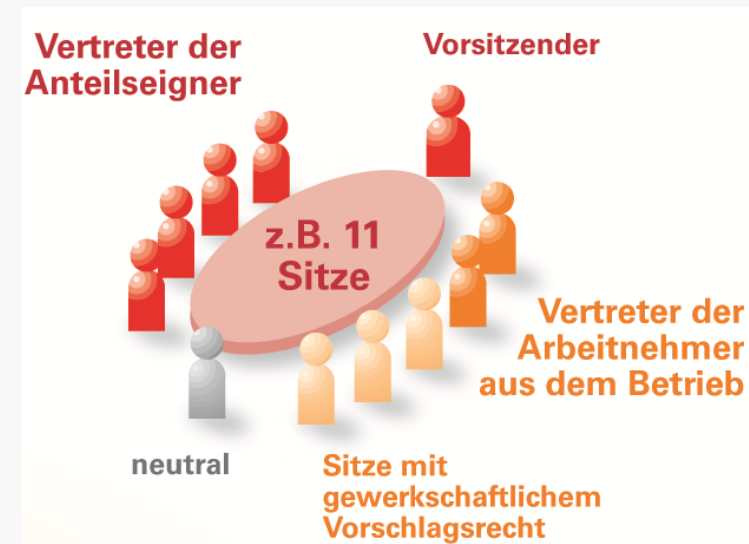 Vertreter der
Anteilseigner
Vorsitzender
z.B. 11
Sitze
Vertreter der
Arbeitnehmer
aus dem Betrieb
neutral
Sitze mit
gewerkschaftlichem
Vorschlagsrecht